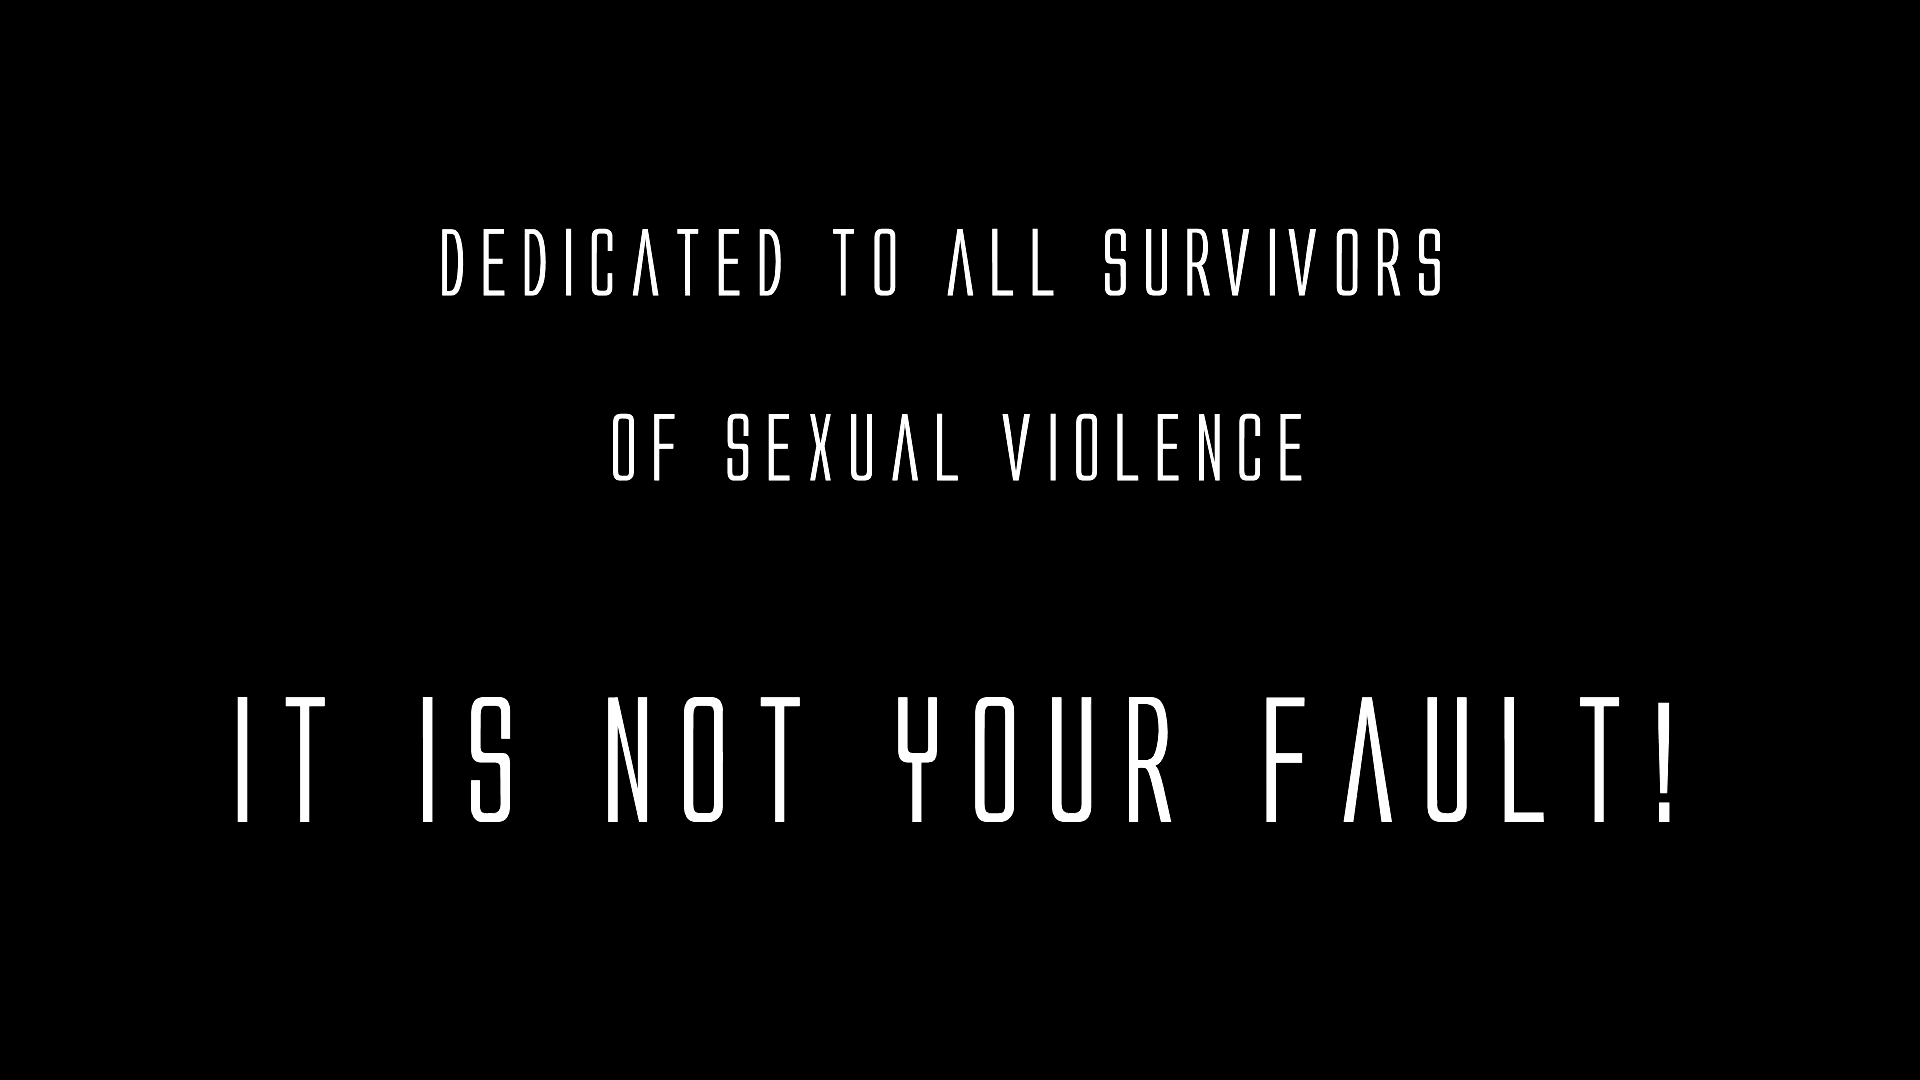 DEDICATED TO ALL SURVIVORS
OF SEXUAL VIOLENCE
IT IS NOT YOUR FAULT!